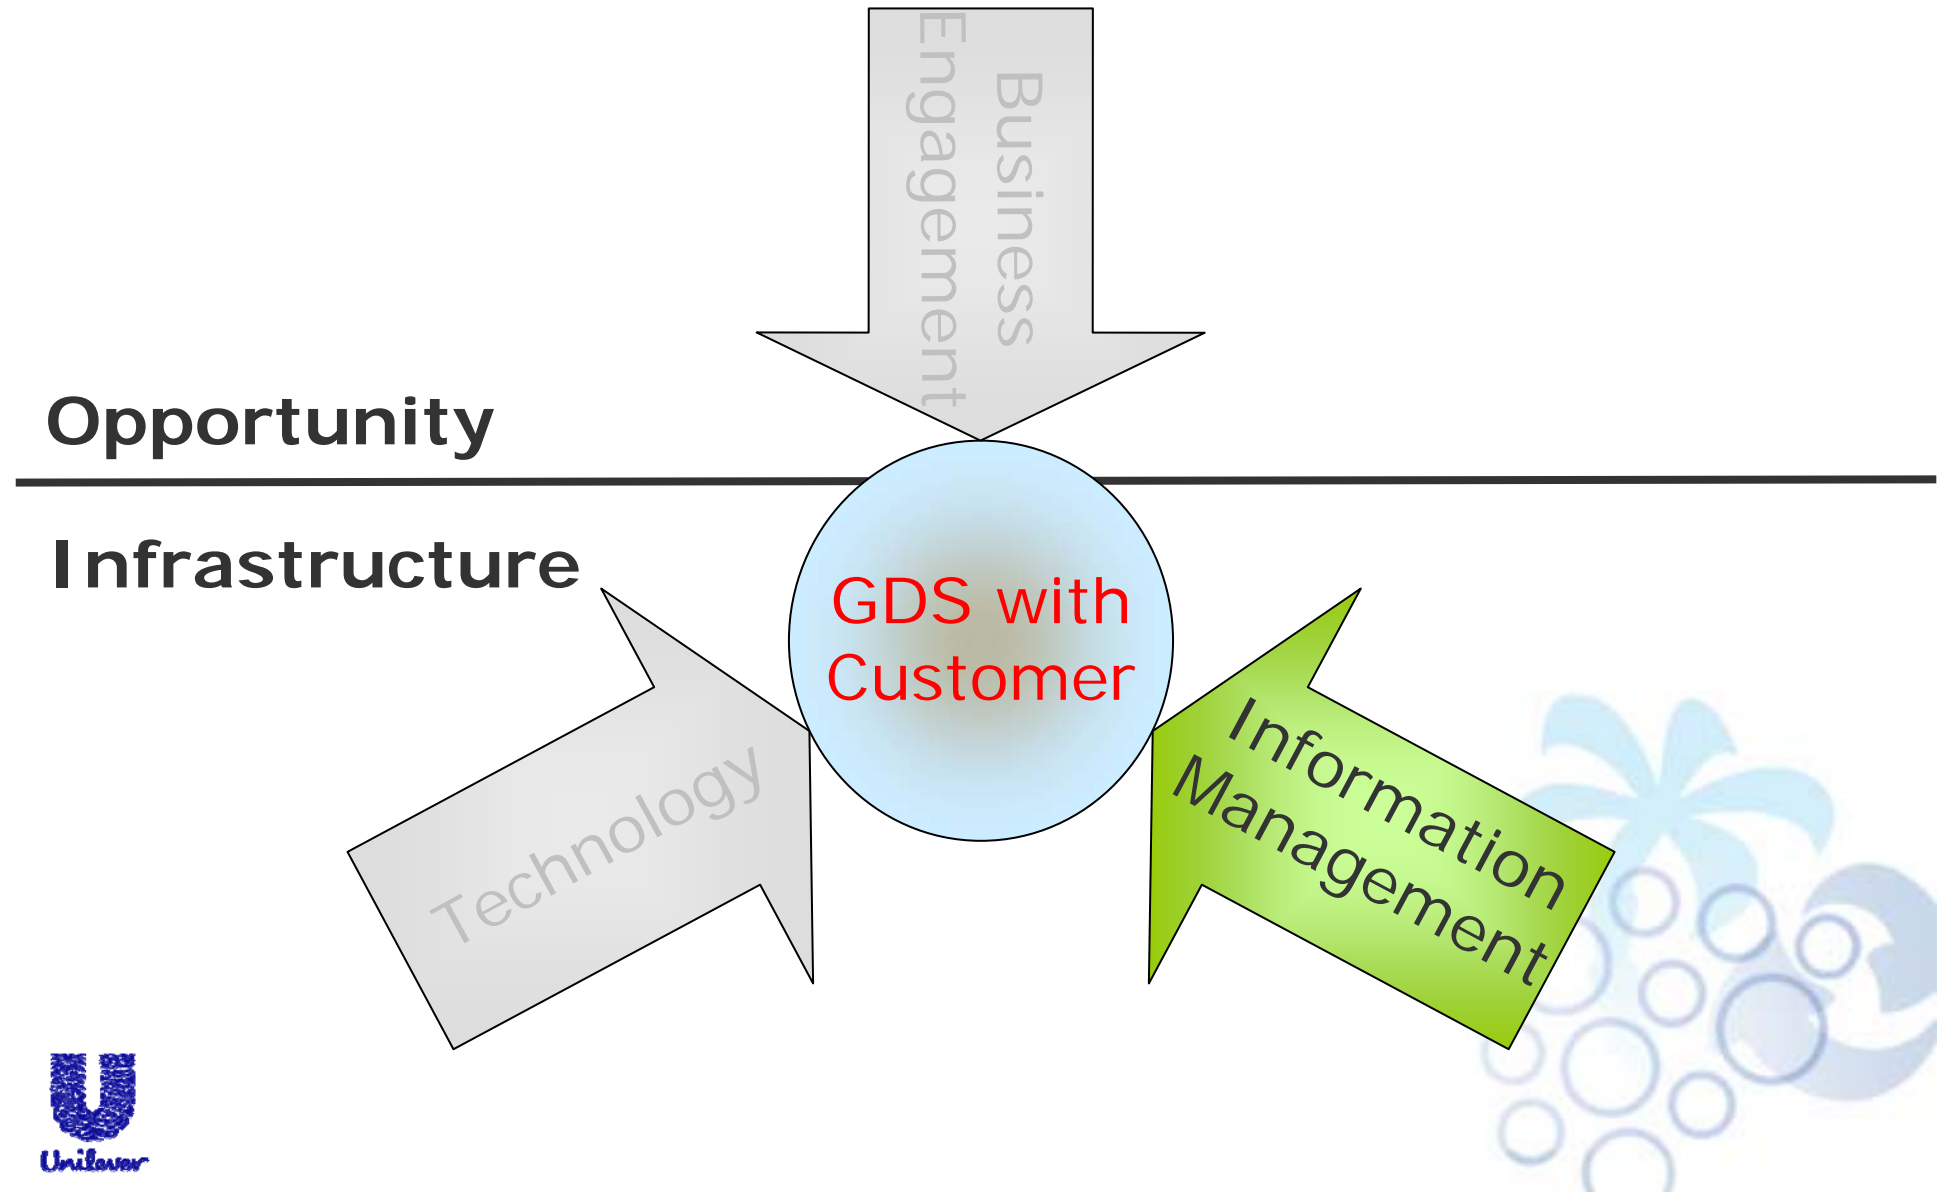 Business
Engagement
Opportunity
Infrastructure
GDS with
Customer
Technology
Information
Management
Unilever